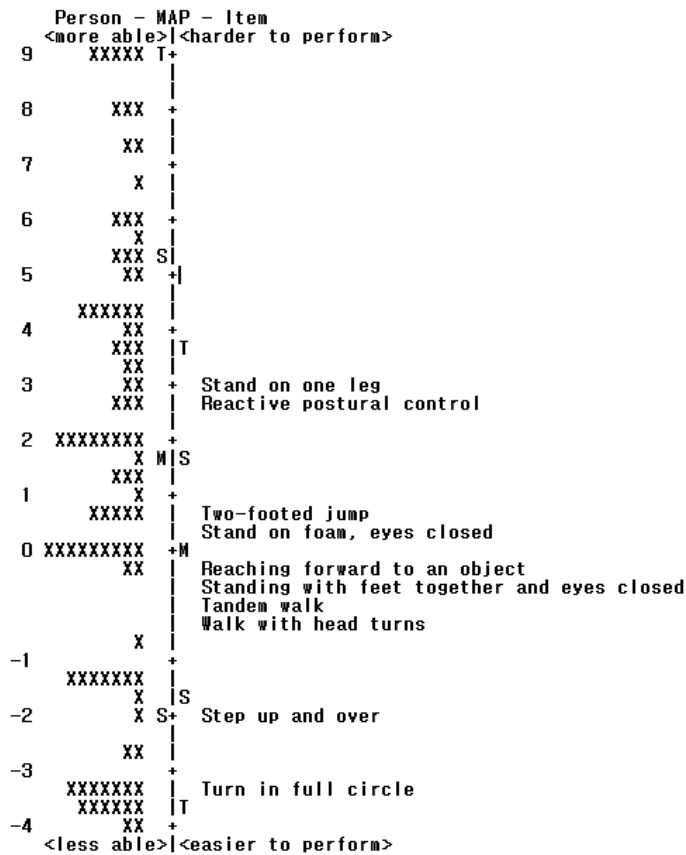 Person - MAP - Item
<more able>|<harder to perform>
9 XXXXX T+
|
|
8 XXX +
|
XX |
7 +
X |
|
6 XXX +
X |
XXX S|
5 XX +|
|
XXXXXX |
4 XX +
XXX |T
XX |
3 XX + Stand on one leg
XXX | Reactive postural control
|
2 XXXXXXXX +
X M|S
XXX |
1 X +
XXXXX | Two-footed jump
| Stand on foam, eyes closed
0 XXXXXXXXX +M
XX | Reaching forward to an object
| Standing with feet together and eyes closed
| Tandem walk
| Walk with head turns
X |
-1 +
XXXXXXX |
X |S
-2 X S+ Step up and over
|
XX |
-3 +
XXXXXXX | Turn in full circle
XXXXXX |T
-4 XX +
<less able>|<easier to perform>